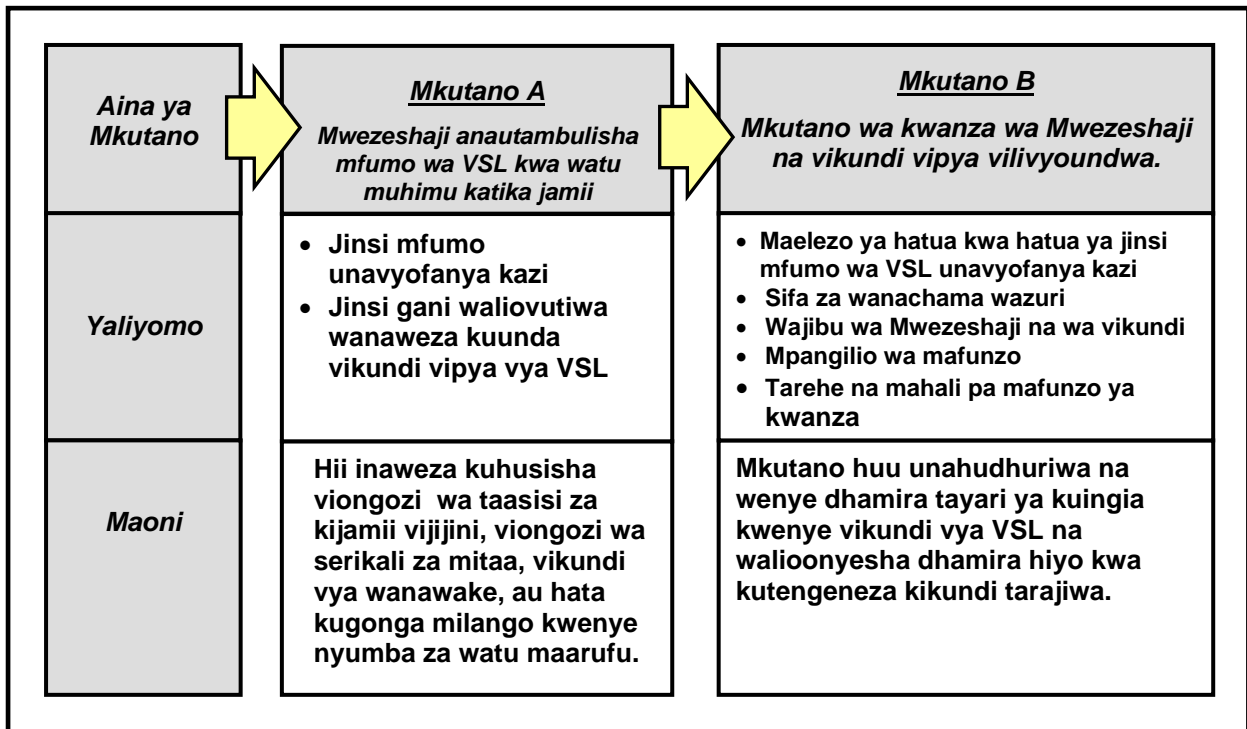 Aina ya
Mkutano
Mkutano A
Mwezeshaji anautambulisha
mfumo wa VSL kwa watu
muhimu katika jamii
Mkutano B
Mkutano wa kwanza wa Mwezeshaji
na vikundi vipya vilivyoundwa.
Yaliyomo
• Jinsi mfumo
unavyofanya kazi
• Jinsi gani waliovutiwa
wanaweza kuunda
vikundi vipya vya VSL
• Maelezo ya hatua kwa hatua ya jinsi
mfumo wa VSL unavyofanya kazi
• Sifa za wanachama wazuri
• Wajibu wa Mwezeshaji na wa vikundi
• Mpangilio wa mafunzo
• Tarehe na mahali pa mafunzo ya
kwanza
Maoni
Hii inaweza kuhusisha
viongozi wa taasisi za
kijamii vijijini, viongozi wa
serikali za mitaa, vikundi
vya wanawake, au hata
kugonga milango kwenye
nyumba za watu maarufu.
Mkutano huu unahudhuriwa na
wenye dhamira tayari ya kuingia
kwenye vikundi vya VSL na
walioonyesha dhamira hiyo kwa
kutengeneza kikundi tarajiwa.